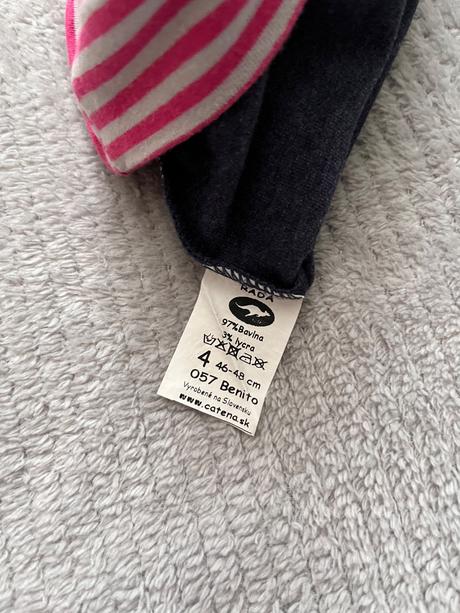 RADA
97%Bavlna
3% lycra
4 46-48 cm
057 Benito
Vyrobené na Slovensku
www.catena.sk